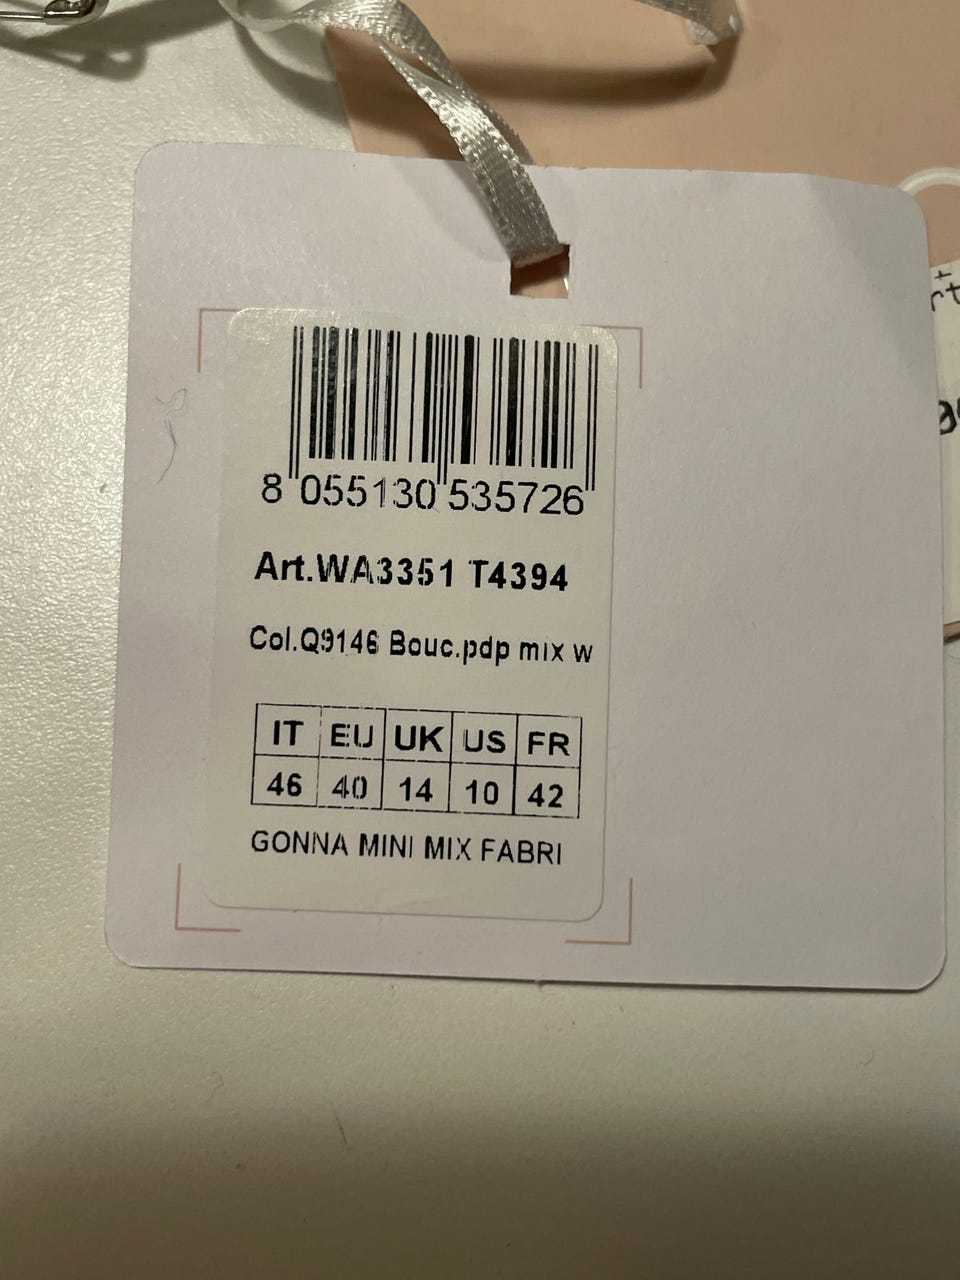 8 055130 535726
Art.WA3351 T4394
Col.Q9146 Bouc.pdp mix w
IT EU UK US FR
46 40 14 10 42
GONNA MINI MIX FABRI